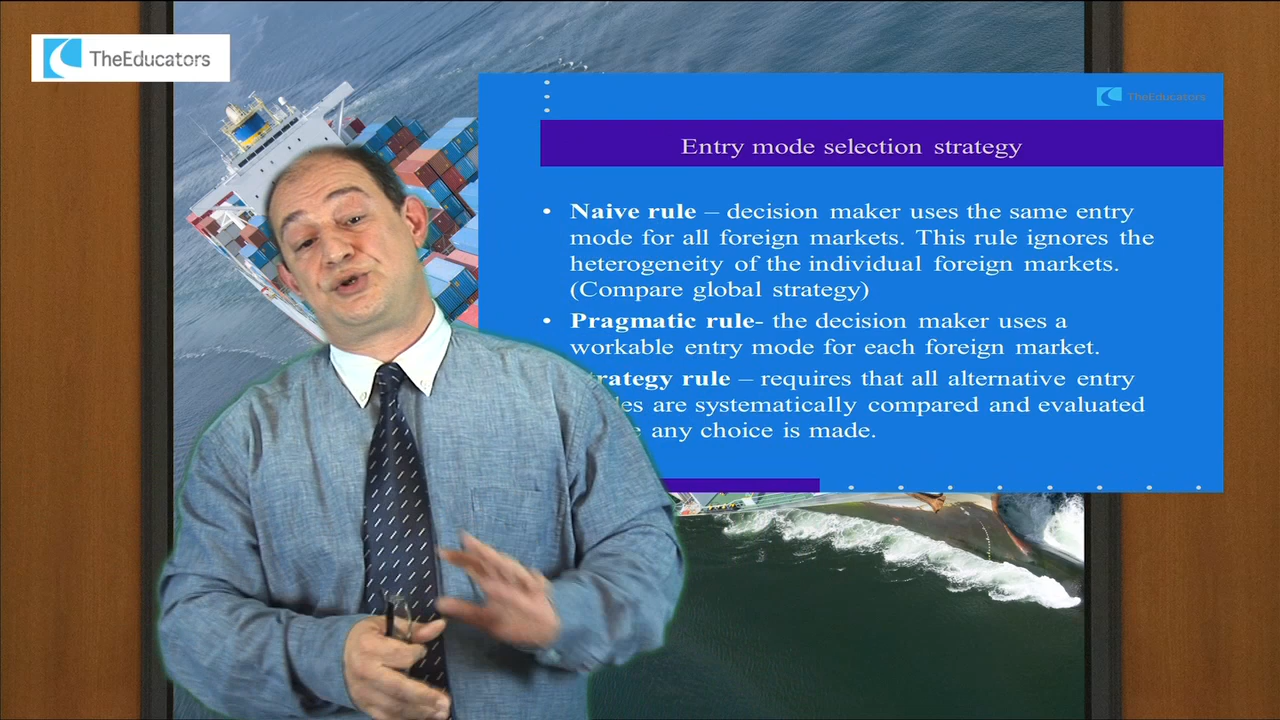 TheEducators
TheEducators
Entry mode selection strategy
• Naive rule – decision maker uses the same entry
mode for all foreign markets. This rule ignores the
heterogeneity of the individual foreign markets.
(Compare global strategy)
• Pragmatic rule- the decision maker uses a
workable entry mode for each foreign market.
rategy rule – requires that all alternative entry
are systematically compared and evaluated
any choice is made.